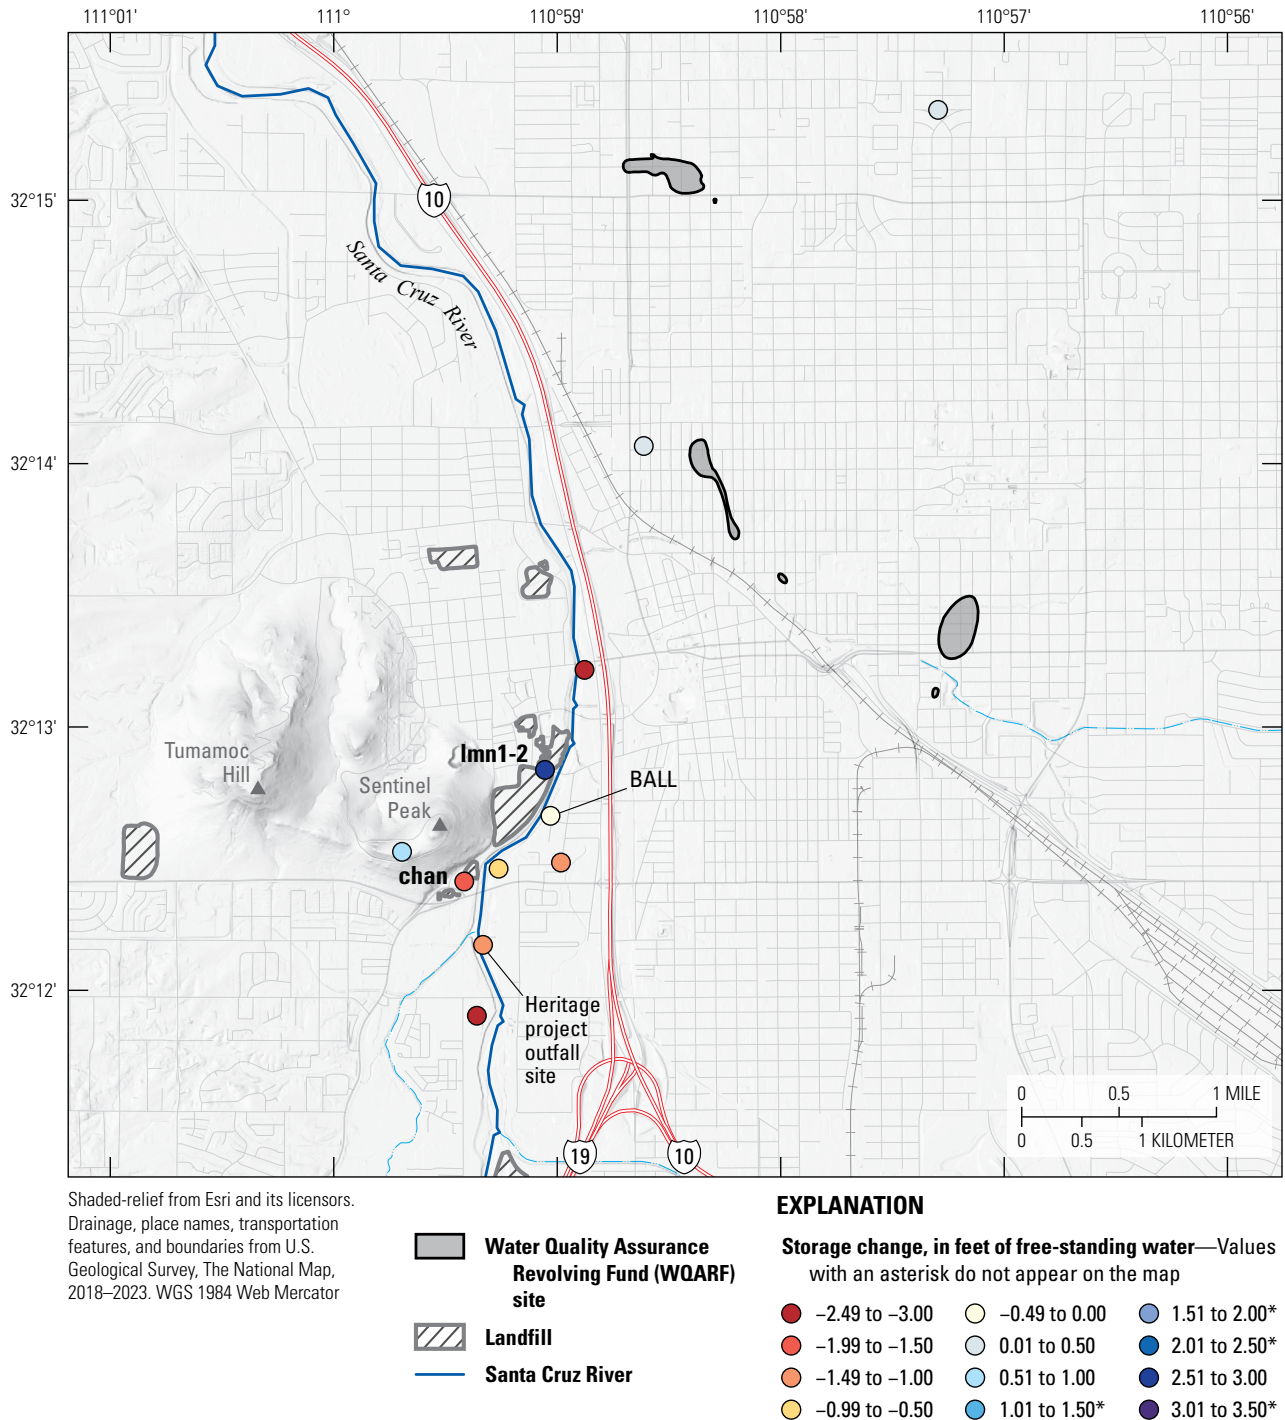 111°01'
111°
110°59'
110°58'
110°57'
110°56'
32°15'
32°14'
32°13'
32°12'
10
Santa Cruz River
Tumamoc
Hill
Sentinel
Peak
lmn1-2
BALL
chan
Heritage
project
outfall
site
19
10
0 0.5 1 MILE
0 0.5 1 KILOMETER
Shaded-relief from Esri and its licensors.
Drainage, place names, transportation
features, and boundaries from U.S.
Geological Survey, The National Map,
2018–2023. WGS 1984 Web Mercator
Water Quality Assurance
Revolving Fund (WQARF)
site
Landfill
Santa Cruz River
EXPLANATION
Storage change, in feet of free-standing water—Values
with an asterisk do not appear on the map
−2.49 to −3.00
−1.99 to −1.50
−1.49 to −1.00
−0.99 to −0.50
−0.49 to 0.00
0.01 to 0.50
0.51 to 1.00
1.01 to 1.50*
1.51 to 2.00*
2.01 to 2.50*
2.51 to 3.00
3.01 to 3.50*